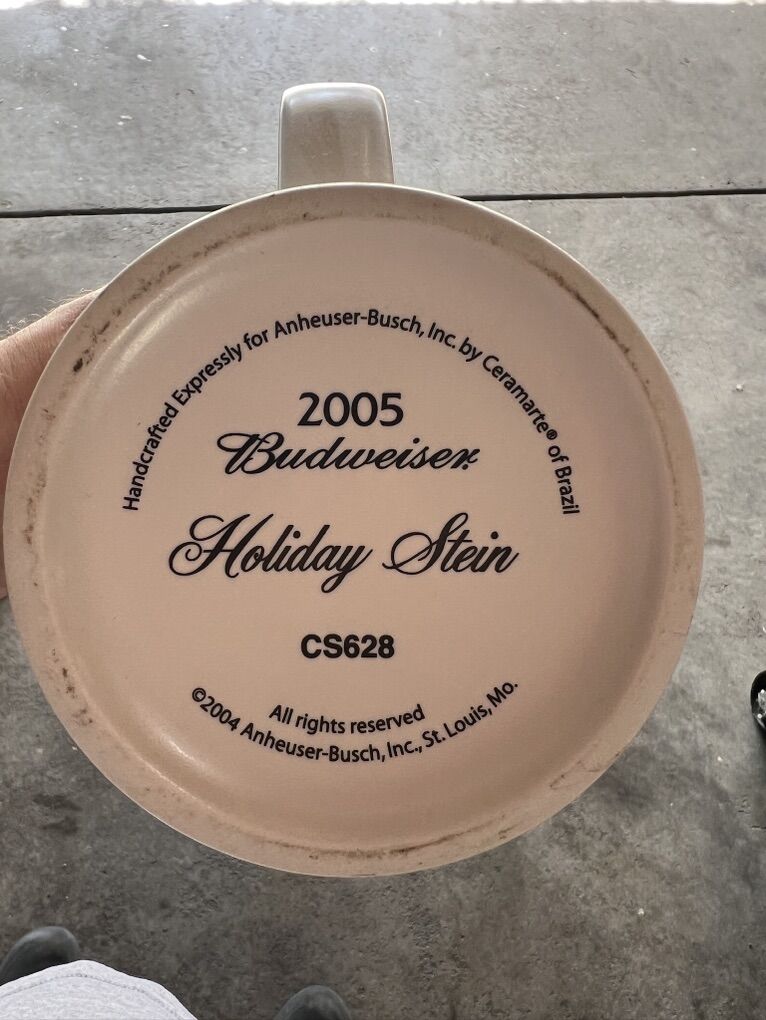 Handcrafted Expressly for Anheuser-Busch, Inc. by Ceramarte® of Brazil
2005
Budweiser
Holiday Stein
CS628
All rights reserved
©2004 Anheuser-Busch, Inc., St. Louis, Mo.